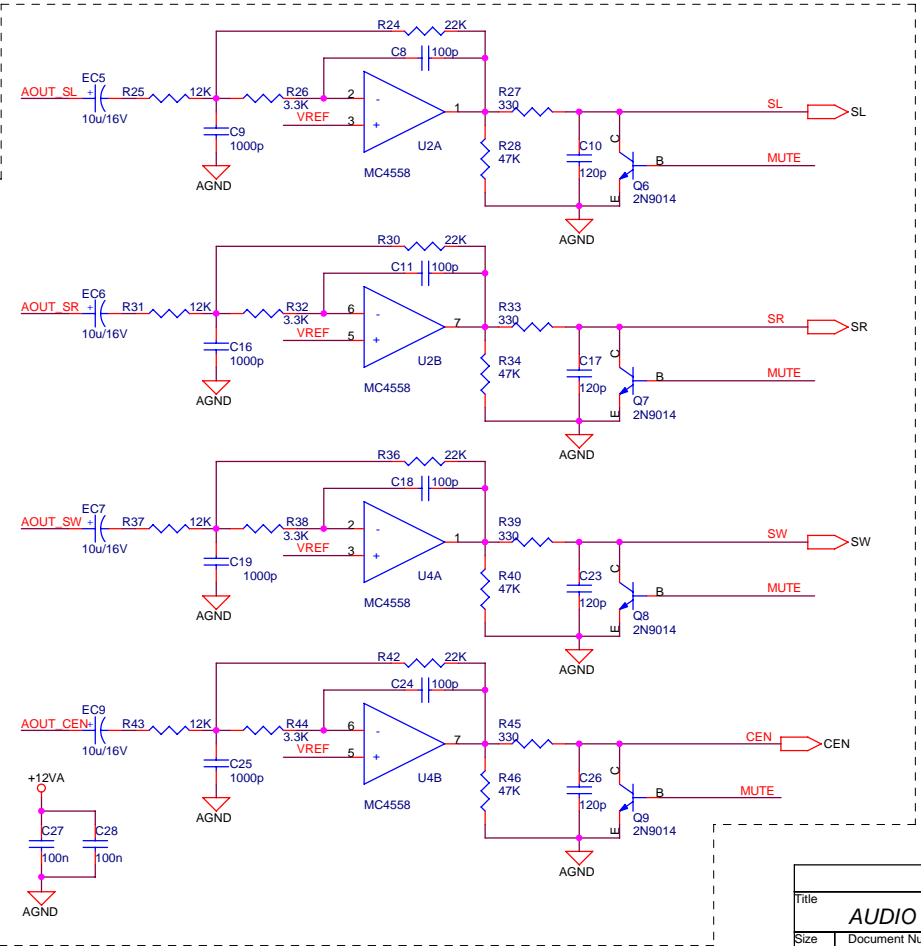 R24 22K
C8 100p
EC5
AOUT_SL + R25 12K R26 2 - 1 R27 SL SL
10u/16V 3.3K 330
VREF 3 +
C9
1000p
U2A
R28
47K
C10
120p
C
B MUTE
E
Q6
2N9014
MC4558
AGND
AGND
R30 22K
C11 100p
EC6
AOUT_SR + R31 12K R32 6 - 7 R33 SR SR
10u/16V 3.3K 330
VREF 5 +
C16
1000p
U2B
R34
47K
C17
120p
C
B MUTE
E
Q7
2N9014
MC4558
AGND
AGND
R36 22K
C18 100p
EC7
AOUT_SW + R37 12K R38 2 - 1 R39 SW SW
10u/16V 3.3K 330
VREF 3 +
C19
1000p
U4A
R40
47K
C23
120p
C
B MUTE
E
Q8
2N9014
MC4558
AGND
AGND
R42 22K
C24 100p
EC9
AOUT_CEN + R43 12K R44 6 - 7 R45 CEN CEN
10u/16V 3.3K 330
VREF 5 +
C25
1000p
U4B
R46
47K
C26
120p
C
B MUTE
E
Q9
2N9014
MC4558
AGND
AGND
+12VA
C27 C28
100n 100n
AGND
Title
AUDIO
Size Document Nu